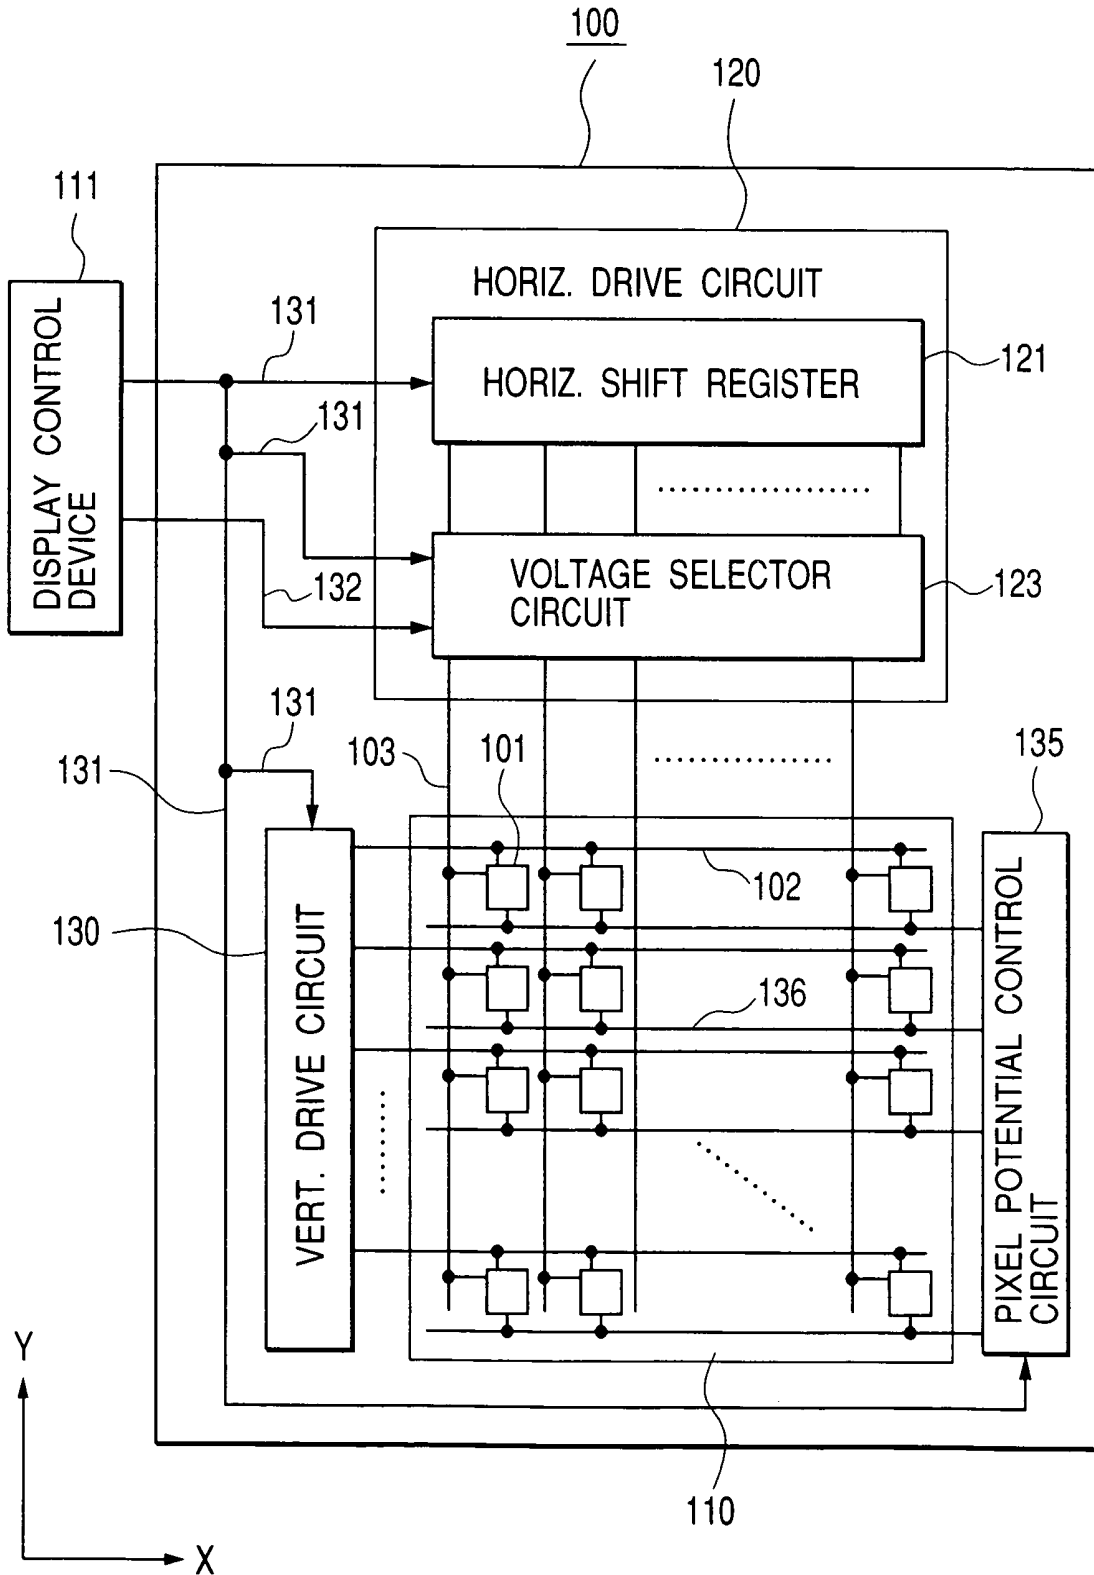 100
120
111
HORIZ. DRIVE CIRCUIT
131
121
HORIZ. SHIFT REGISTER
131
DISPLAY CONTROL
DEVICE
132
VOLTAGE SELECTOR
CIRCUIT
123
131
103
101
135
131
102
130
VERT. DRIVE CIRCUIT
136
PIXEL POTENTIAL CONTROL
CIRCUIT
Y
X
110